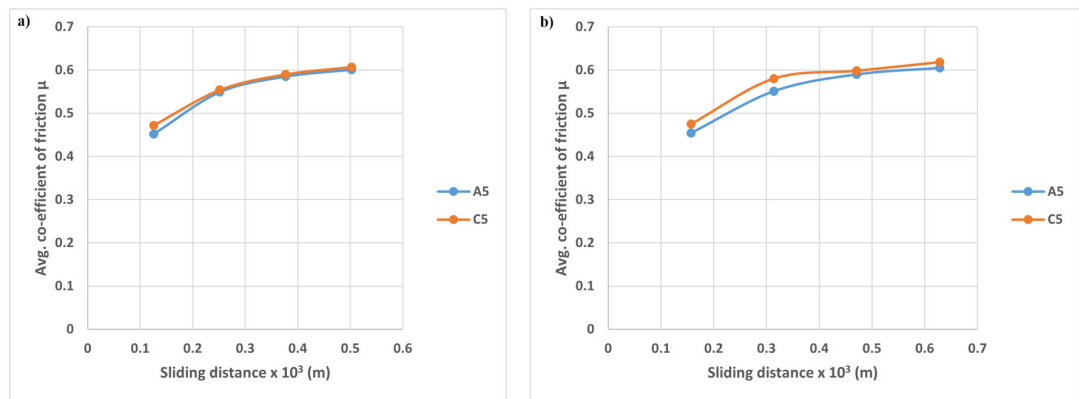 a)
Avg. co-efficient of friction μ
0.7
0.6
0.5
0.4
0.3
0.2
0.1
0
0 0.1 0.2 0.3 0.4 0.5 0.6
Sliding distance x 10³ (m)
A5
C5
b)
Avg. co-efficient of friction μ
0.7
0.6
0.5
0.4
0.3
0.2
0.1
0
0 0.1 0.2 0.3 0.4 0.5 0.6 0.7
Sliding distance x 10³ (m)
A5
C5